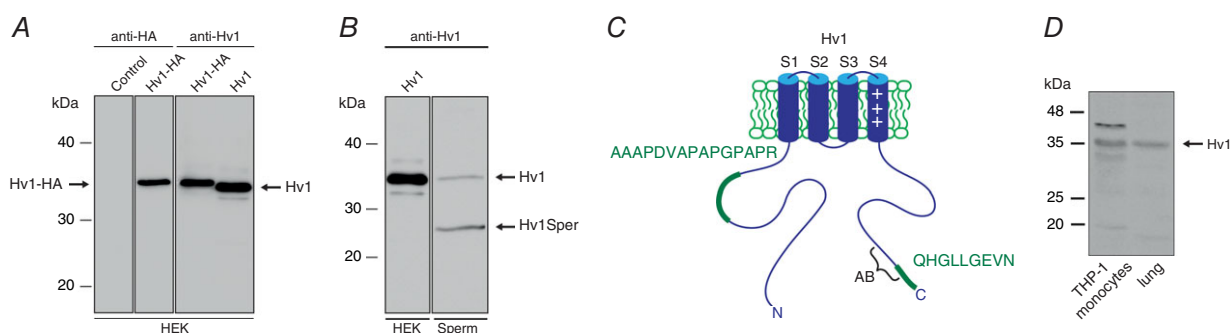 A
anti-HA
anti-Hv1
Control
Hv1-HA
Hv1-HA
Hv1
kDa
40
Hv1-HA
Hv1
30
20
HEK
B
anti-Hv1
Hv1
kDa
40
Hv1
30
Hv1Sper
20
HEK
Sperm
C
Hv1
S1 S2 S3 S4
+
+
+
AAAPDVAPAPGPAPR
QHGLLGEVN
AB
C
N
D
kDa
48
35
Hv1
25
20
THP-1
monocytes
lung